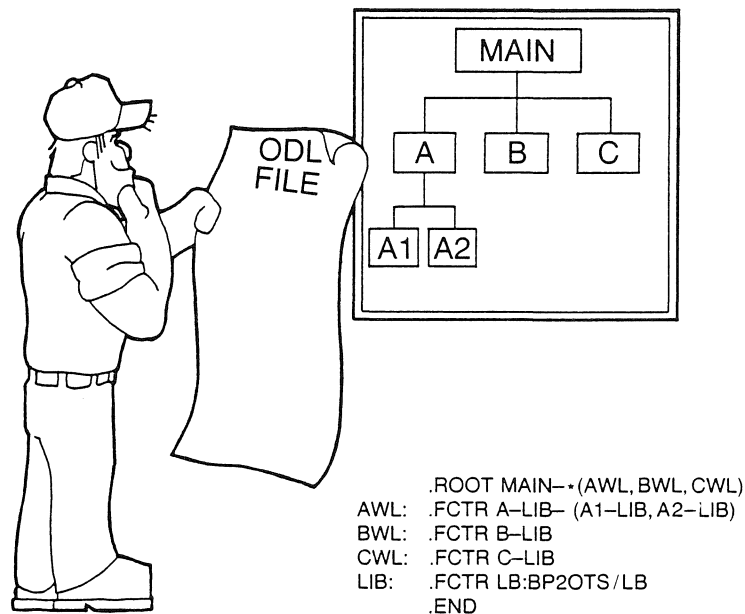 MAIN
ODL
FILE
A B C
A1 A2
.ROOT MAIN–*(AWL, BWL, CWL)
AWL: .FCTR A–LIB– (A1–LIB, A2–LIB)
BWL: .FCTR B–LIB
CWL: .FCTR C–LIB
LIB: .FCTR LB:BP2OTS/LB
.END